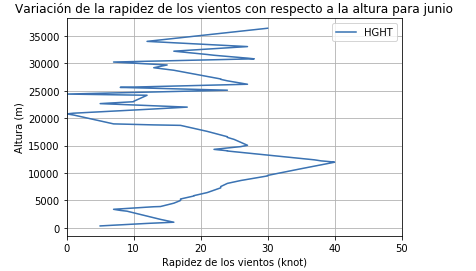 Variación de la rapidez de los vientos con respecto a la altura para junio
HGHT
35000
30000
25000
20000
15000
10000
5000
0
Altura (m)
0 10 20 30 40 50
Rapidez de los vientos (knot)